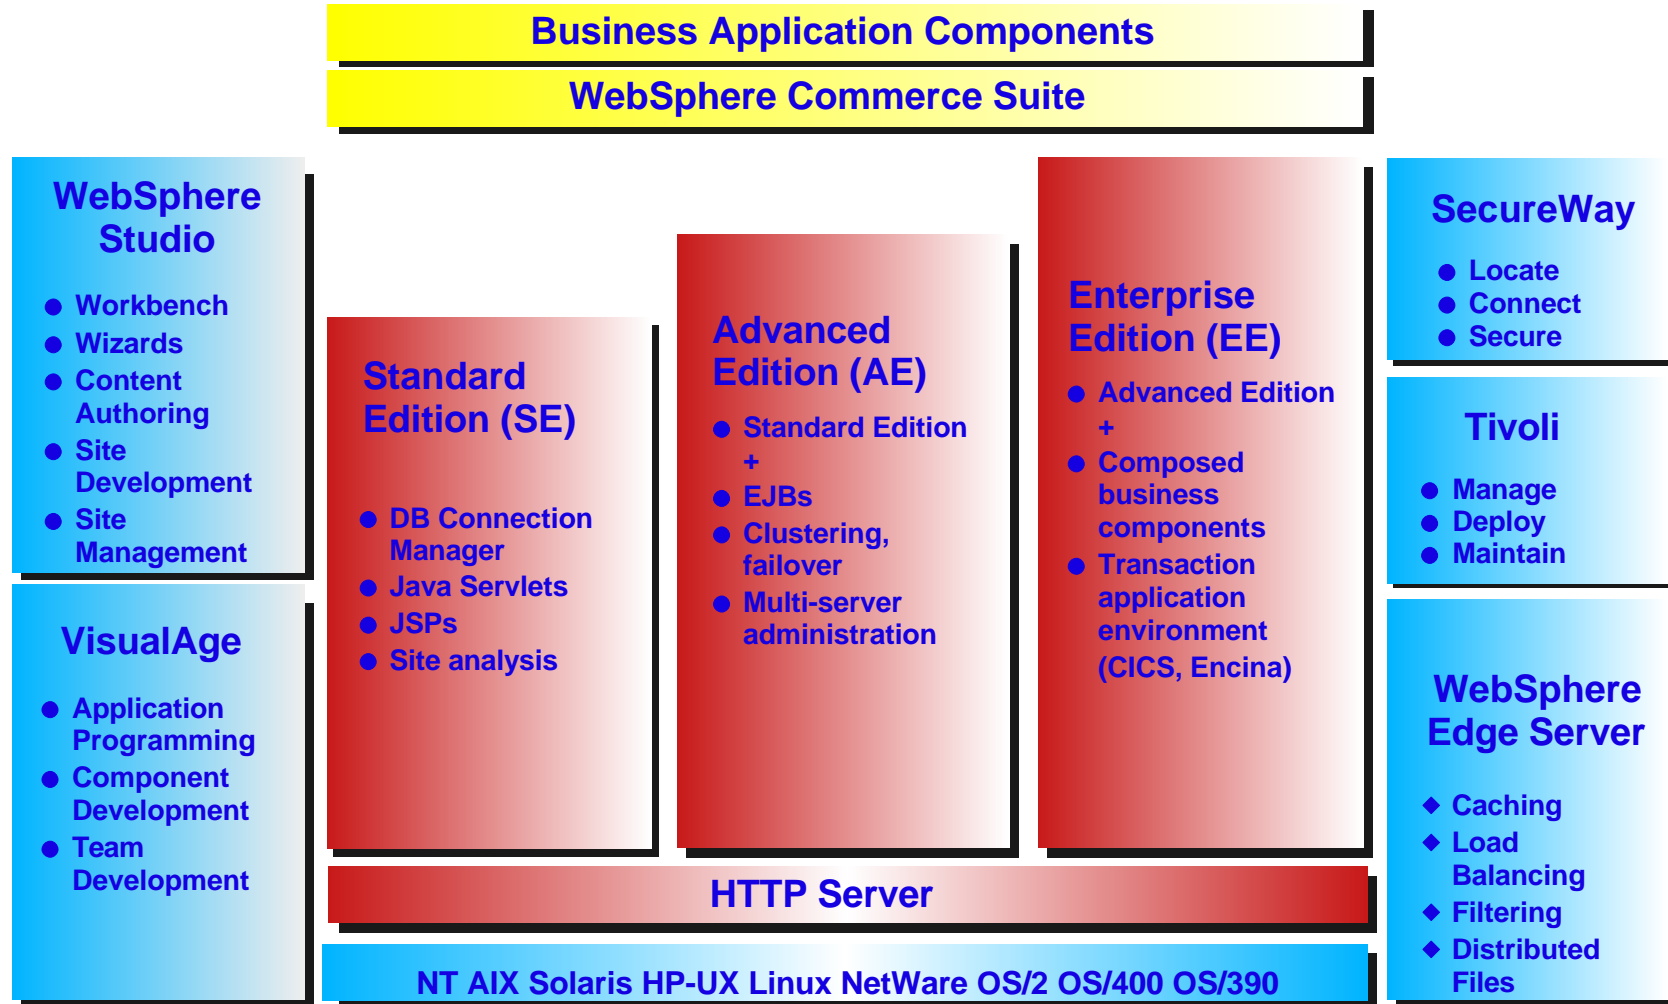 Business Application Components
WebSphere Commerce Suite
WebSphere
Studio
Workbench
Wizards
Content
Authoring
Site
Development
Site
Management
VisualAge
Application
Programming
Component
Development
Team
Development
Standard
Edition (SE)
DB Connection
Manager
Java Servlets
JSPs
Site analysis
Advanced
Edition (AE)
Standard Edition
+
EJBs
Clustering,
failover
Multi-server
administration
Enterprise
Edition (EE)
Advanced Edition
+
Composed
business
components
Transaction
application
environment
(CICS, Encina)
SecureWay
Locate
Connect
Secure
Tivoli
Manage
Deploy
Maintain
WebSphere
Edge Server
Caching
Load
Balancing
Filtering
Distributed
Files
HTTP Server
NT AIX Solaris HP-UX Linux NetWare OS/2 OS/400 OS/390